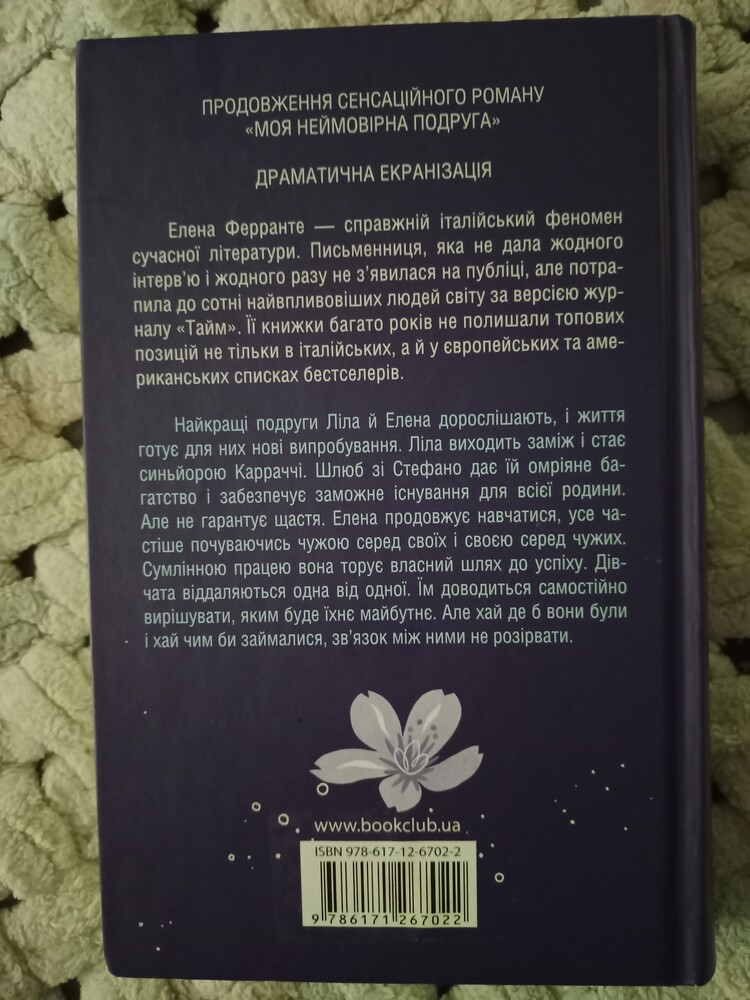 ПРОДОВЖЕННЯ СЕНСАЦІЙНОГО РОМАНУ
«МОЯ НЕЙМОВІРНА ПОДРУГА»
ДРАМАТИЧНА ЕКРАНІЗАЦІЯ
Елена Ферранте — справжній італійський феномен
сучасної літератури. Письменниця, яка не дала жодного
інтерв'ю і жодного разу не з'явилася на публіці, але потра-
пила до сотні найвпливовіших людей світу за версією жур-
налу «Тайм». Її книжки багато років не полишали топових
позицій не тільки в італійських, а й у європейських та аме-
риканських списках бестселерів.
Найкращі подруги Ліла й Елена дорослішають, і життя
готує для них нові випробування. Ліла виходить заміж і стає
синьйорою Карраччі. Шлюб зі Стефано дає їй омріяне ба-
гатство і забезпечує заможне існування для всієї родини.
Але не гарантує щастя. Елена продовжує навчатися, усе ча-
стіше почуваючись чужою серед своїх і своєю серед чужих.
Сумлінною працею вона торує власний шлях до успіху. Дів-
чата віддаляються одна від одної. Їм доводиться самостійно
вирішувати, яким буде їхнє майбутнє. Але хай де б вони були
і хай чим би займалися, зв'язок між ними не розірвати.
www.bookclub.ua
ISBN 978-617-12-6702-2
9 786171 267022